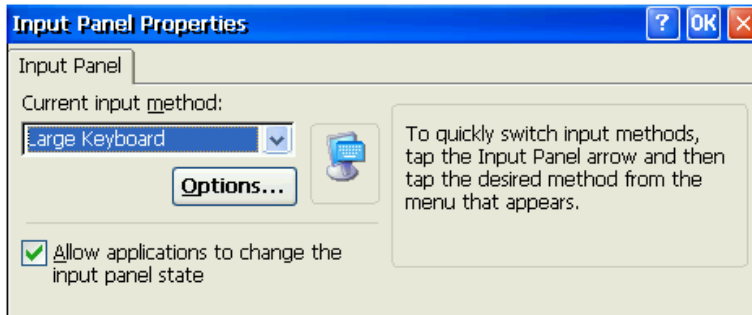 Input Panel Properties
? OK ×
Input Panel
Current input method:
Large Keyboard
Options...
To quickly switch input methods,
tap the Input Panel arrow and then
tap the desired method from the
menu that appears.
Allow applications to change the
input panel state